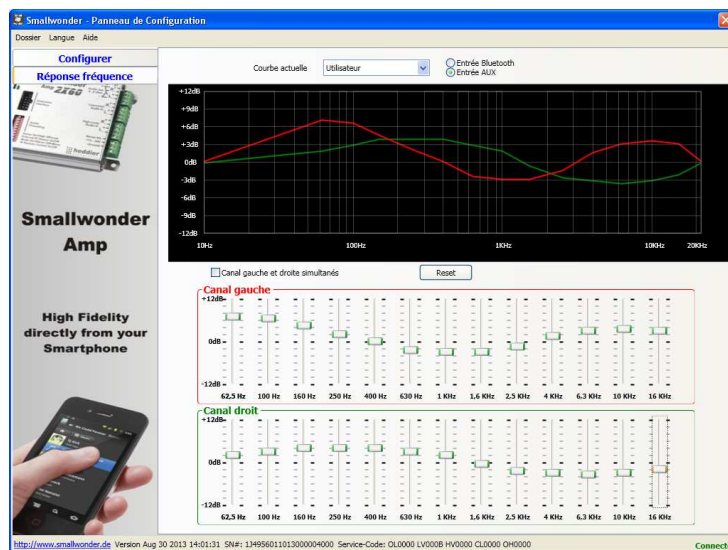 Smallwonder - Panneau de Configuration
Dossier Langue Aide
Configurer
Réponse fréquence
Courbe actuelle
Utilisateur
Entrée Bluetooth
Entrée AUX
+12dB
+9dB
+6dB
+3dB
0dB
-3dB
-6dB
-9dB
-12dB
10Hz 100Hz 1KHz 10KHz 20KHz
Smallwonder
Amp
High Fidelity
directly from your
Smartphone
Canal gauche et droite simultanés
Reset
Canal gauche
+12dB
0dB
-12dB
62,5 Hz 100 Hz 160 Hz 250 Hz 400 Hz 630 Hz 1 KHz 1,6 KHz 2.5 KHz 4 KHz 6.3 KHz 10 KHz 16 KHz
Canal droit
+12dB
0dB
-12dB
62,5 Hz 100 Hz 160 Hz 250 Hz 400 Hz 630 Hz 1 KHz 1,6 KHz 2.5 KHz 4 KHz 6.3 KHz 10 KHz 16 KHz
http://www.smallwonder.de Version Aug 30 2013 14:01:31 SN#: 1J4956011013000004000 Service-Code: OL0000 LV000B HV0000 CL0000 OH0000